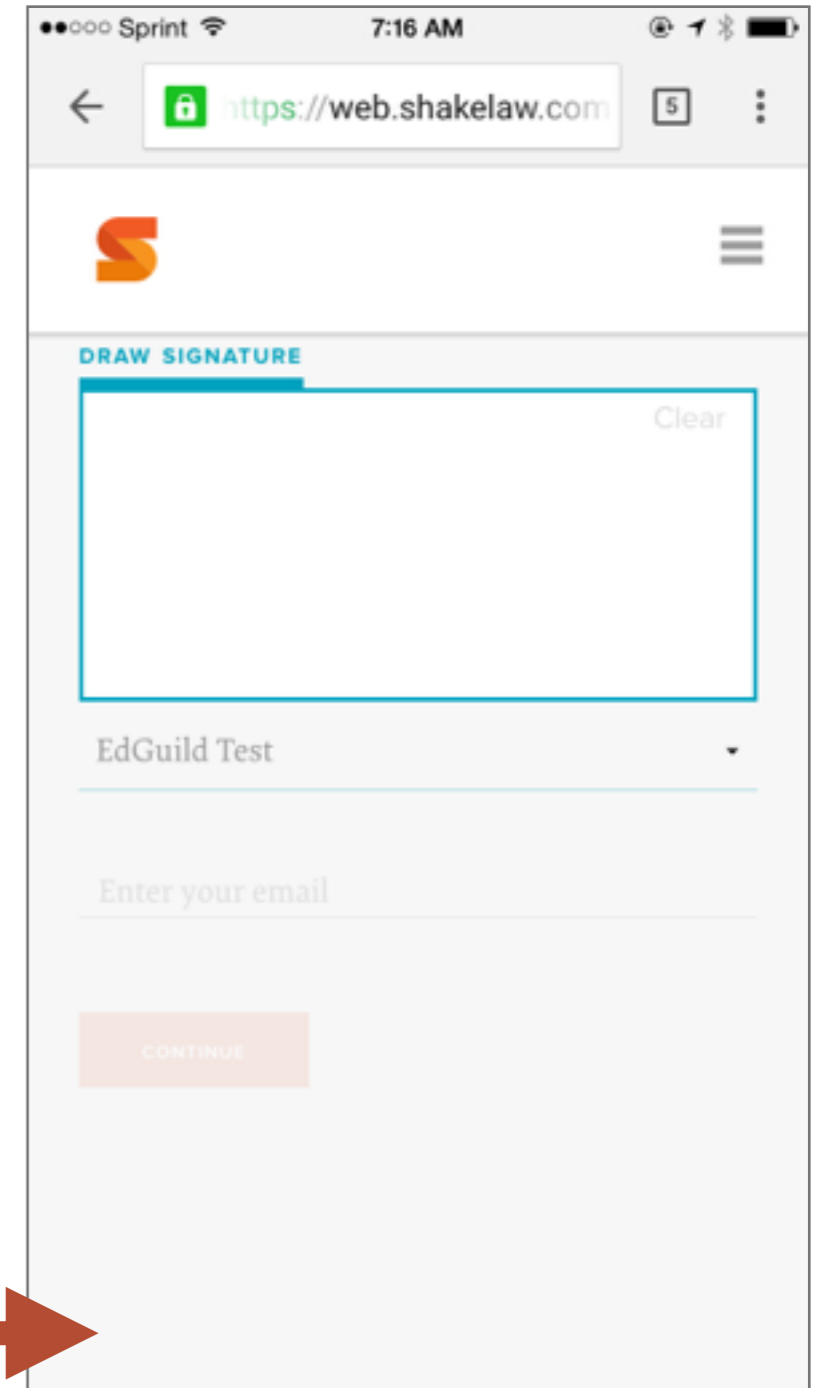 Sprint 7:16 AM
https://web.shakelaw.com 5
DRAW SIGNATURE
Clear
EdGuild Test
Enter your email
CONTINUE